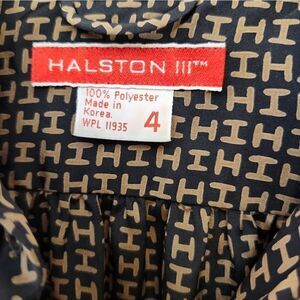 HALSTON III™
100% Polyester
Made in
Korea.
WPL 11935
4